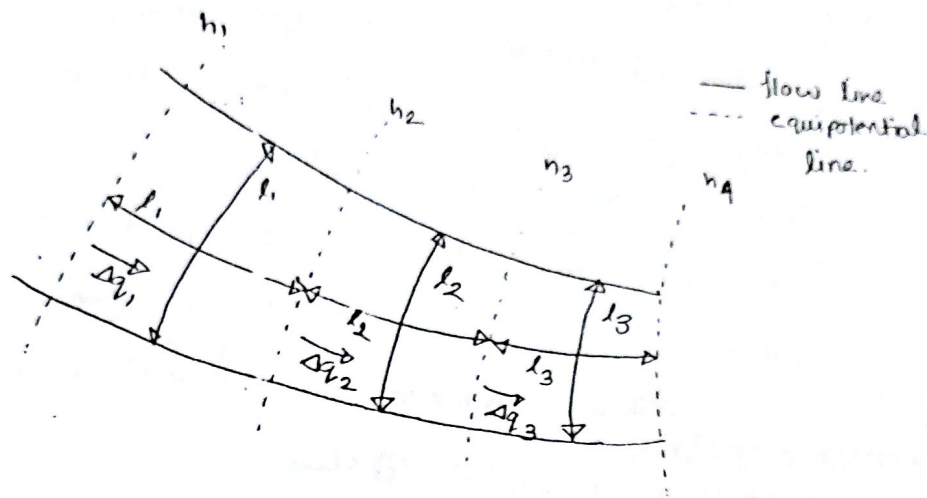 h1
h2
h3
h4
flow line
equipotential
line.
l1
l1
Δq1
l2
l2
Δq2
l3
l3
Δq3